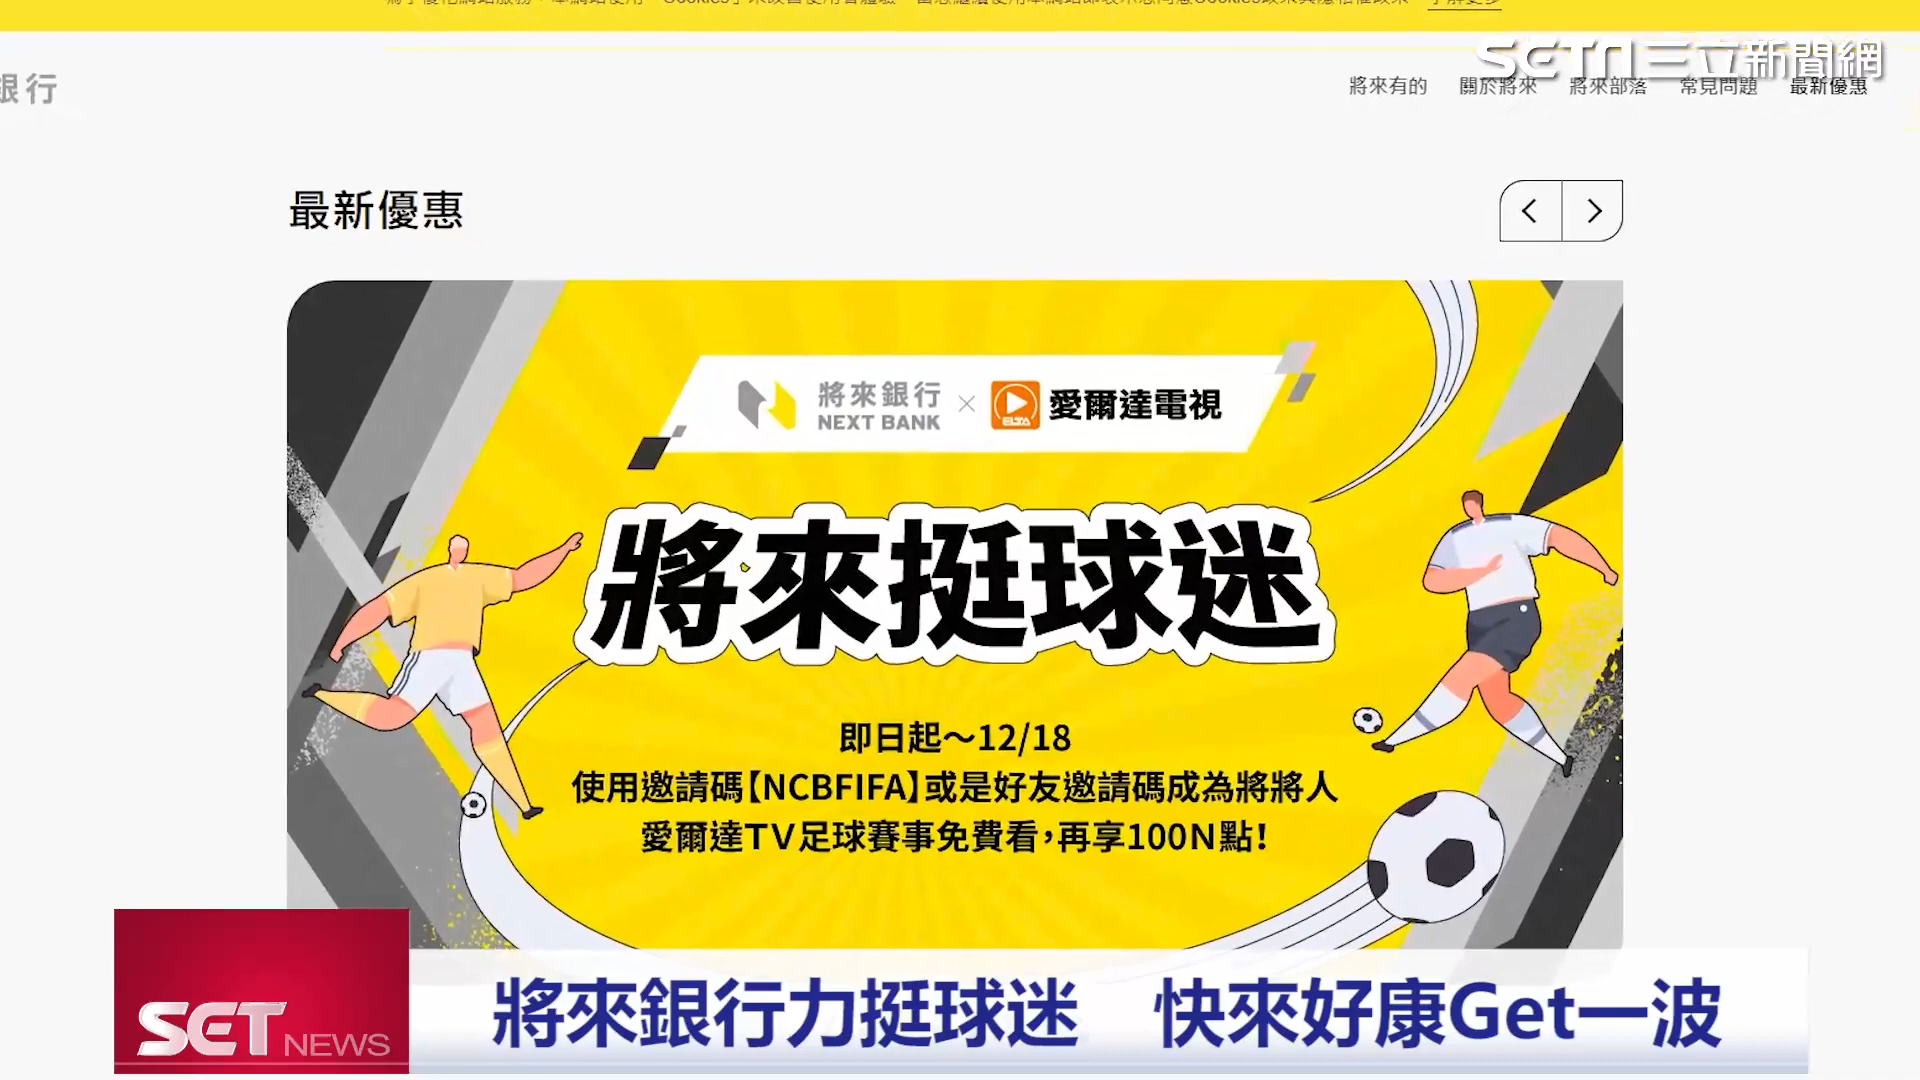 了解更多
SETN三立新聞網
銀行
將來有的 關於將來 將來部落 常見問題 最新優惠
最新優惠
將來銀行
NEXT BANK
×
ELTA
愛爾達電視
將來挺球迷
即日起～12/18
使用邀請碼【NCBFIFA】或是好友邀請碼成為將將人
愛爾達TV足球賽事免費看，再享100N點！
SET NEWS
將來銀行力挺球迷 快來好康Get一波